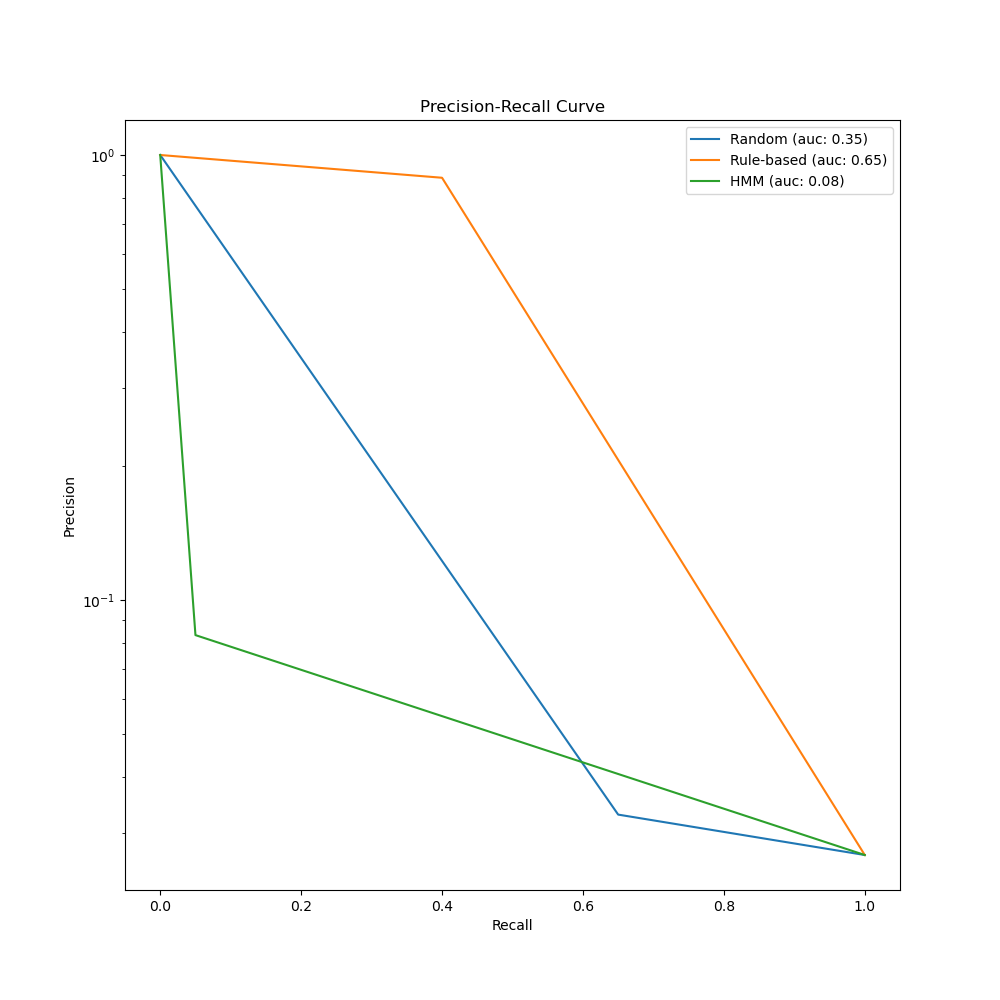 Precision-Recall Curve
Random (auc: 0.35)
Rule-based (auc: 0.65)
HMM (auc: 0.08)
10⁰
10⁻¹
Precision
0.0 0.2 0.4 0.6 0.8 1.0
Recall